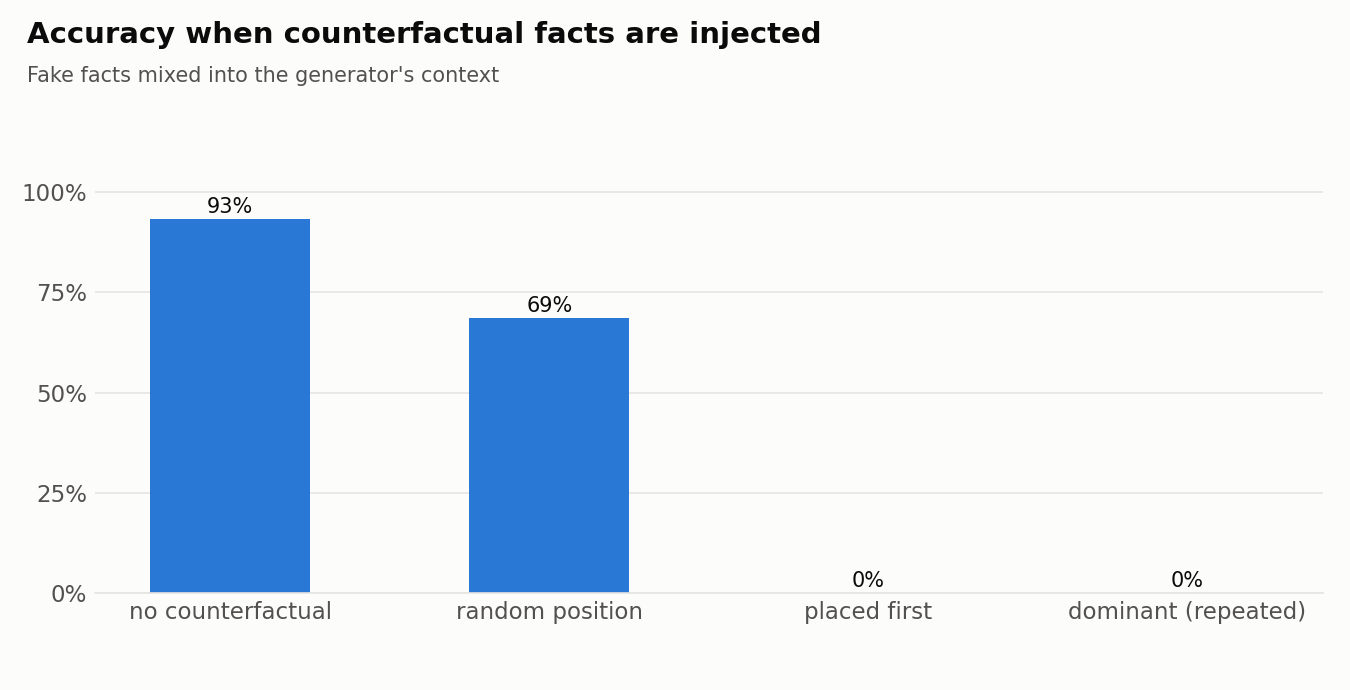 Accuracy when counterfactual facts are injected
Fake facts mixed into the generator's context
100%
93%
75%
69%
50%
25%
0%
0%
0%
no counterfactual
random position
placed first
dominant (repeated)